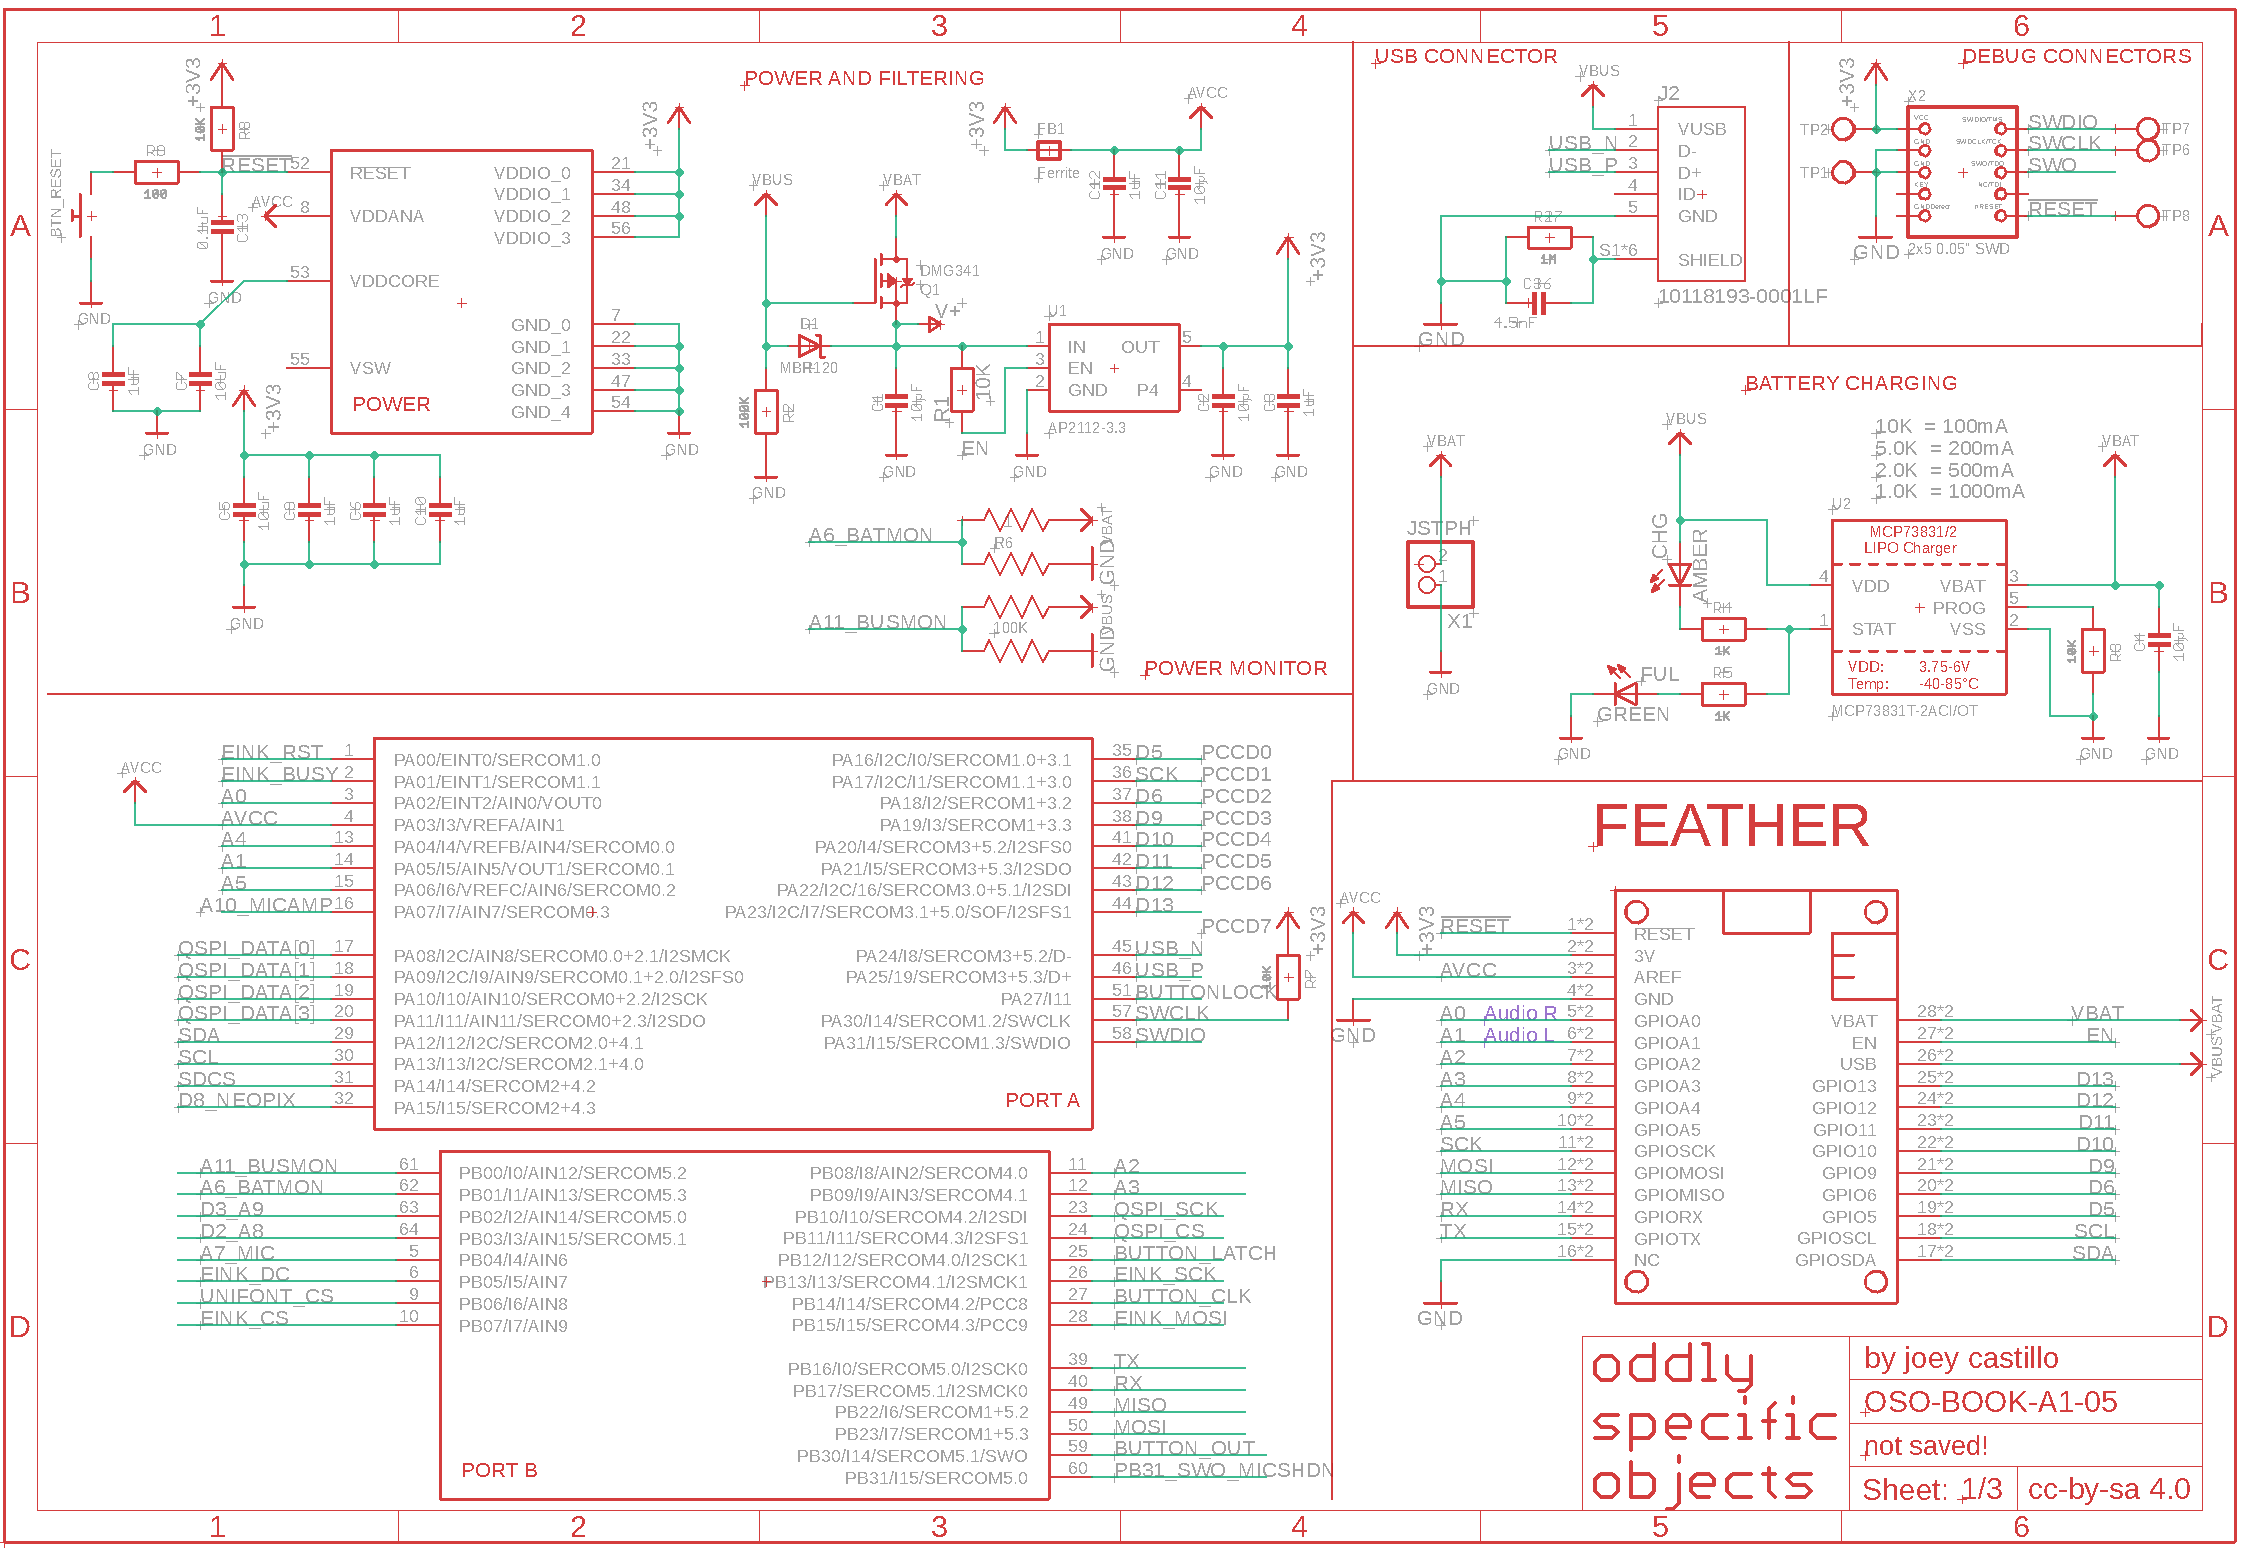 1 2 3 4 5 6
A
B
C
D
POWER AND FILTERING
+3V3
10K
BTN_RESET
100
RESET 52
AVCC 8
0.1uF
C13
GND
53
55
RESET
VDDANA
VDDCORE
VSW
POWER
VDDIO_0 21
VDDIO_1 34
VDDIO_2 48
VDDIO_3 56
GND_0 7
GND_1 22
GND_2 33
GND_3 47
GND_4 54
+3V3
GND
GND
1uF
10uF
GND
+3V3
10uF
1uF
1uF
C10
1uF
GND
VBUS
VBAT
DMG341
Q1
V+
D1
MBR120
100K
R2
GND
10uF
GND
R1
10K
EN
U1
1 IN OUT 5
3 EN
2 GND P4 4
AP2112-3.3
GND
+3V3
FB1
Ferrite
AVCC
C12
1uF
C11
10uF
GND
GND
+3V3
C2
10uF
1uF
GND
GND
A6_BATMON
R6
VBAT
GND
A11_BUSMON
100K
VBUS
GND
POWER MONITOR
USB CONNECTOR
VBUS
J2
1 VUSB
USB_N 2 D-
USB_P 3 D+
4 ID+
5 GND
R27
1M
S1*6 SHIELD
C36
10118193-0001LF
GND
DEBUG CONNECTORS
+3V3
X2
TP2
TP1
VCC
GND
GND
KEY
GNDDetect
SWDIO/TMS
SWDCLK/TCK
SWO/TDO
NC/TDI
nRESET
SWDIO TP7
SWCLK TP6
SWO
RESET TP8
GND
2x5 0.05" SWD
BATTERY CHARGING
VBAT
JSTPH
2
1
X1
GND
VBUS
10K = 100mA
5.0K = 200mA
2.0K = 500mA
1.0K = 1000mA
CHG
AMBER
R4
1K
FUL
GREEN
R5
1K
GND
U2
MCP73831/2
LIPO Charger
4 VDD VBAT 3
PROG 5
1 STAT VSS 2
VDD: 3.75-6V
Temp: -40-85°C
MCP73831T-2ACI/OT
VBAT
10K
R3
10uF
GND
GND
AVCC
EINK_RST 1 PA00/EINT0/SERCOM1.0
EINK_BUSY 2 PA01/EINT1/SERCOM1.1
A0 3 PA02/EINT2/AIN0/VOUT0
AVCC 4 PA03/I3/VREFA/AIN1
A4 13 PA04/I4/VREFB/AIN4/SERCOM0.0
A1 14 PA05/I5/AIN5/VOUT1/SERCOM0.1
A5 15 PA06/I6/VREFC/AIN6/SERCOM0.2
A10_MICAMP 16 PA07/I7/AIN7/SERCOM0.3
QSPI_DATA[0] 17 PA08/I2C/AIN8/SERCOM0.0+2.1/I2SMCK
QSPI_DATA[1] 18 PA09/I2C/I9/AIN9/SERCOM0.1+2.0/I2SFS0
QSPI_DATA[2] 19 PA10/I10/AIN10/SERCOM0+2.2/I2SCK
QSPI_DATA[3] 20 PA11/I11/AIN11/SERCOM0+2.3/I2SDO
SDA 29 PA12/I12/I2C/SERCOM2.0+4.1
SCL 30 PA13/I13/I2C/SERCOM2.1+4.0
SDCS 31 PA14/I14/SERCOM2+4.2
D8_NEOPIX 32 PA15/I15/SERCOM2+4.3
PA16/I2C/I0/SERCOM1.0+3.1 35 D5 PCCD0
PA17/I2C/I1/SERCOM1.1+3.0 36 SCK PCCD1
PA18/I2/SERCOM1+3.2 37 D6 PCCD2
PA19/I3/SERCOM1+3.3 38 D9 PCCD3
PA20/I4/SERCOM3+5.2/I2SFS0 41 D10 PCCD4
PA21/I5/SERCOM3+5.3/I2SDO 42 D11 PCCD5
PA22/I2C/16/SERCOM3.0+5.1/I2SDI 43 D12 PCCD6
PA23/I2C/I7/SERCOM3.1+5.0/SOF/I2SFS1 44 D13
PCCD7
PA24/I8/SERCOM3+5.2/D- 45 USB_N
PA25/19/SERCOM3+5.3/D+ 46 USB_P
PA27/I11 51 BUTTONLOCK
PA30/I14/SERCOM1.2/SWCLK 57 SWCLK
PA31/I15/SERCOM1.3/SWDIO 58 SWDIO
PORT A
+3V3
10K
R7
A11_BUSMON 61 PB00/I0/AIN12/SERCOM5.2
A6_BATMON 62 PB01/I1/AIN13/SERCOM5.3
D3_A9 63 PB02/I2/AIN14/SERCOM5.0
D2_A8 64 PB03/I3/AIN15/SERCOM5.1
A7_MIC 5 PB04/I4/AIN6
EINK_DC 6 PB05/I5/AIN7
UNIFONT_CS 9 PB06/I6/AIN8
EINK_CS 10 PB07/I7/AIN9
PB08/I8/AIN2/SERCOM4.0 11 A2
PB09/I9/AIN3/SERCOM4.1 12 A3
PB10/I10/SERCOM4.2/I2SDI 23 QSPI_SCK
PB11/I11/SERCOM4.3/I2SFS1 24 QSPI_CS
PB12/I12/SERCOM4.0/I2SCK1 25 BUTTON_LATCH
PB13/I13/SERCOM4.1/I2SMCK1 26 EINK_SCK
PB14/I14/SERCOM4.2/PCC8 27 BUTTON_CLK
PB15/I15/SERCOM4.3/PCC9 28 EINK_MOSI
PB16/I0/SERCOM5.0/I2SCK0 39 TX
PB17/I1/SERCOM5.1/I2SMCK0 40 RX
PB22/I6/SERCOM1+5.2 49 MISO
PB23/I7/SERCOM1+5.3 50 MOSI
PB30/I14/SERCOM5.1/SWO 59 BUTTON_OUT
PB31/I15/SERCOM5.0 60 PB31_SWO_MICSHDN
PORT B
FEATHER
AVCC
+3V3
RESET 1*2 RESET
2*2 3V
AVCC 3*2 AREF
4*2 GND
GND
A0 Audio R 5*2 GPIOA0
A1 Audio L 6*2 GPIOA1
A2 7*2 GPIOA2
A3 8*2 GPIOA3
A4 9*2 GPIOA4
A5 10*2 GPIOA5
SCK 11*2 GPIOSCK
MOSI 12*2 GPIOMOSI
MISO 13*2 GPIOMISO
RX 14*2 GPIORX
TX 15*2 GPIOTX
16*2 NC
GND
VBAT 28*2 VBAT VBAT
EN 27*2 EN
USB 26*2 VBUS
GPIO13 25*2 D13
GPIO12 24*2 D12
GPIO11 23*2 D11
GPIO10 22*2 D10
GPIO9 21*2 D9
GPIO6 20*2 D6
GPIO5 19*2 D5
GPIOSCL 18*2 SCL
GPIOSDA 17*2 SDA
oddly
specific
objects
by joey castillo
OSO-BOOK-A1-05
not saved!
Sheet: 1/3 cc-by-sa 4.0
A
B
C
D
1 2 3 4 5 6